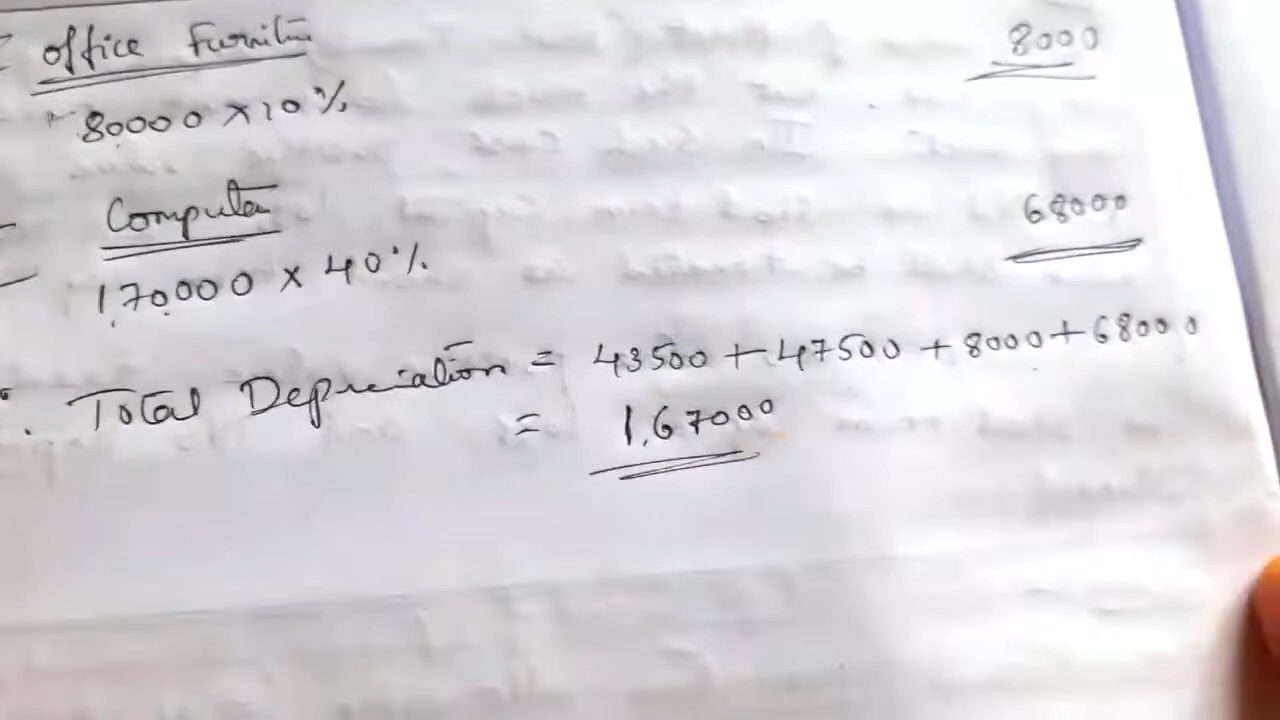 office Furniture 8000
80000 × 10%
Computer 68000
1,70,000 × 40%
Total Depreciation = 43500 + 47500 + 8000 + 68000
= 1,67000